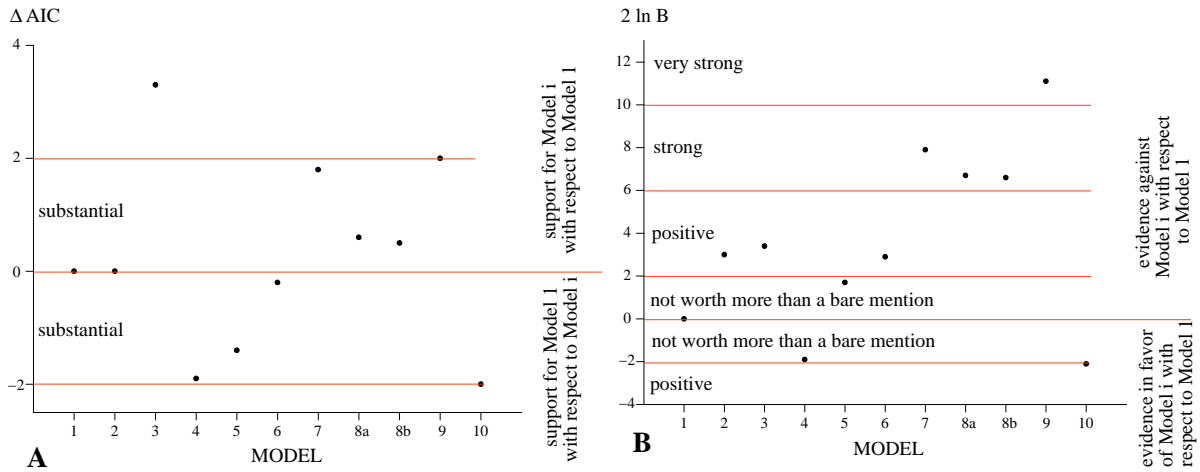 Δ AIC
4
2
0
−2
substantial
substantial
support for Model i
with respect to Model 1
support for Model 1
with respect to Model i
1 2 3 4 5 6 7 8a 8b 9 10
MODEL
A
2 ln B
12
10
8
6
4
2
0
−2
−4
very strong
strong
positive
not worth more than a bare mention
not worth more than a bare mention
positive
evidence against
Model i with respect
to Model 1
evidence in favor
of Model i with
respect to Model 1
1 2 3 4 5 6 7 8a 8b 9 10
MODEL
B